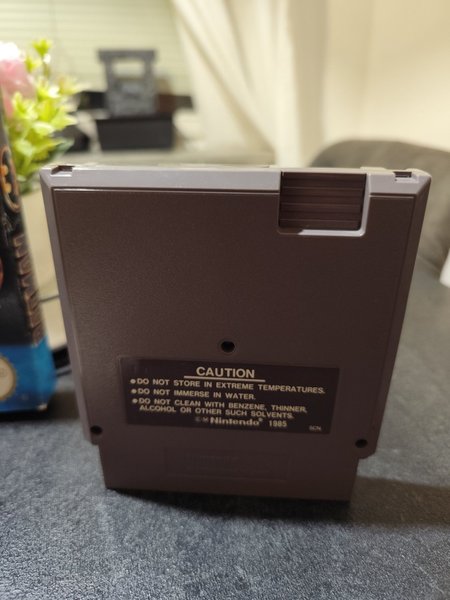 CAUTION
●DO NOT STORE IN EXTREME TEMPERATURES.
●DO NOT IMMERSE IN WATER.
●DO NOT CLEAN WITH BENZENE, THINNER,
ALCOHOL OR OTHER SUCH SOLVENTS.
©Nintendo® 1985
SCN